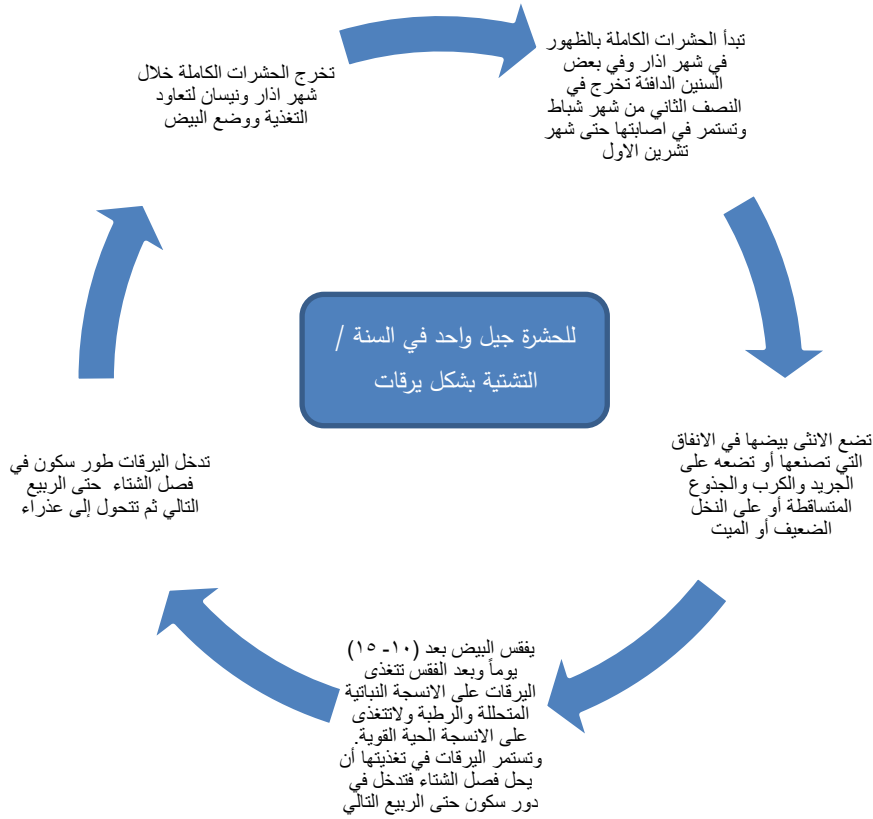 تبدأ الحشرات الكاملة بالظهور
في شهر اذار وفي بعض
السنين الدافئة تخرج في
النصف الثاني من شهر شباط
وتستمر في اصابتها حتى شهر
تشرين الاول
تضع الانثى بيضها في الانفاق
التي تصنعها أو تضعه على
الجريد والكرب والجذوع
المتساقطة أو على النخل
الضعيف أو الميت
يفقس البيض بعد (١٠- ١٥)
يوماً وبعد الفقس تتغذى
اليرقات على الانسجة النباتية
المتحللة والرطبة ولاتتغذى
على الانسجة الحية القوية.
وتستمر اليرقات في تغذيتها أن
يحل فصل الشتاء فتدخل في
دور سكون حتى الربيع التالي
تدخل اليرقات طور سكون في
فصل الشتاء حتى الربيع
التالي ثم تتحول إلى عذراء
تخرج الحشرات الكاملة خلال
شهر اذار ونيسان لتعاود
التغذية ووضع البيض
للحشرة جيل واحد في السنة /
التشتية بشكل يرقات